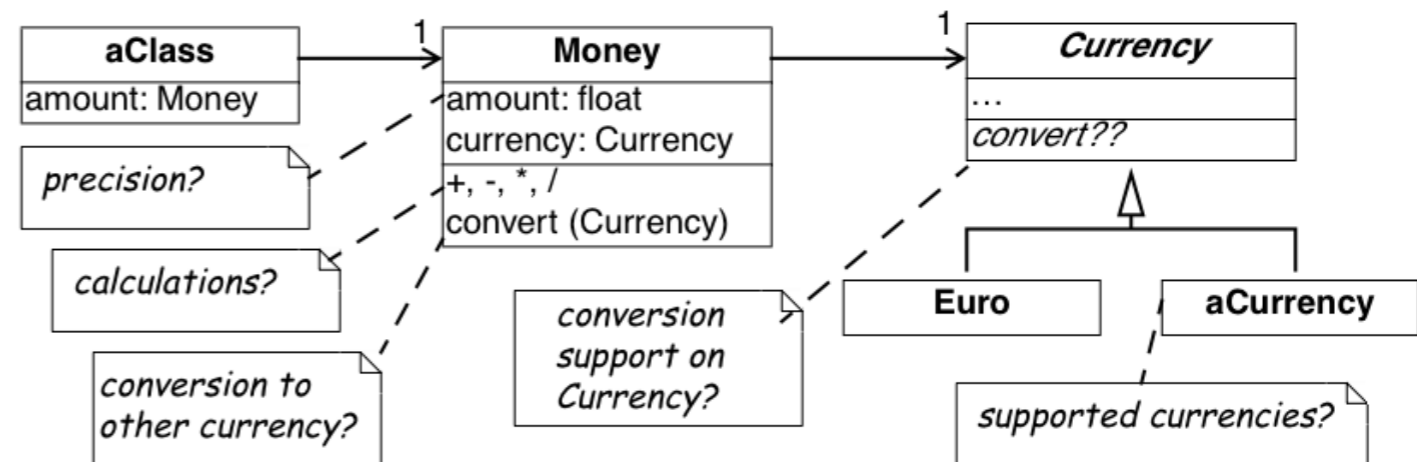 aClass
amount: Money
1
Money
amount: float
currency: Currency
+, -, *, /
convert (Currency)
1
Currency
...
convert??
Euro
aCurrency
precision?
calculations?
conversion to
other currency?
conversion
support on
Currency?
supported currencies?